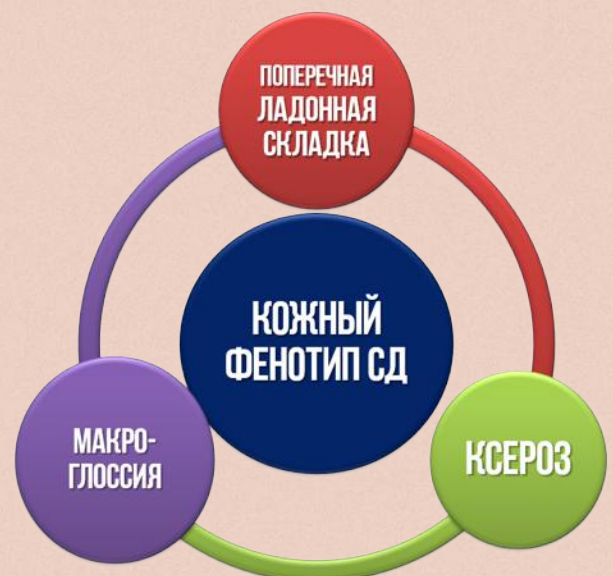 ПОПЕРЕЧНАЯ
ЛАДОННАЯ
СКЛАДКА
КОЖНЫЙ
ФЕНОТИП СД
МАКРО-
ГЛОССИЯ
КСЕРОЗ